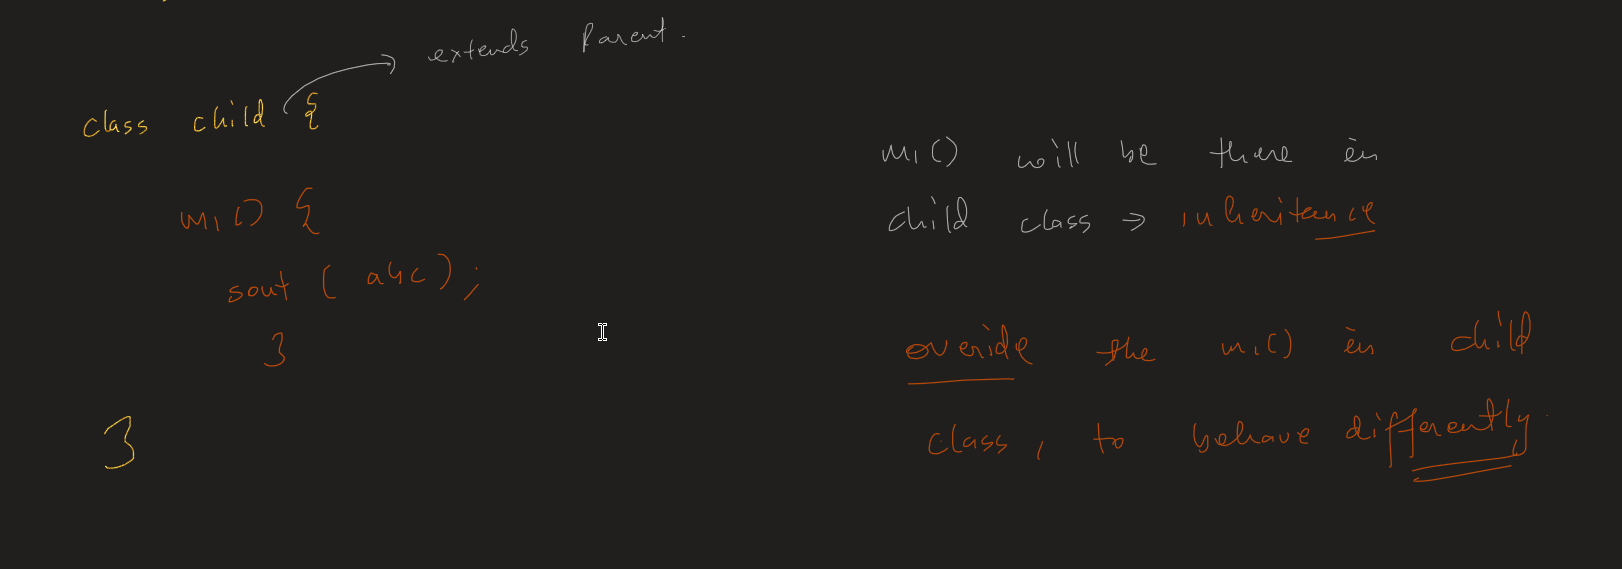 extends Parent.
class child {
m1() {
sout ( abc ) ;
}
}
m1() will be there in
child class → inheritance
override the m1() in child
class, to behave differently